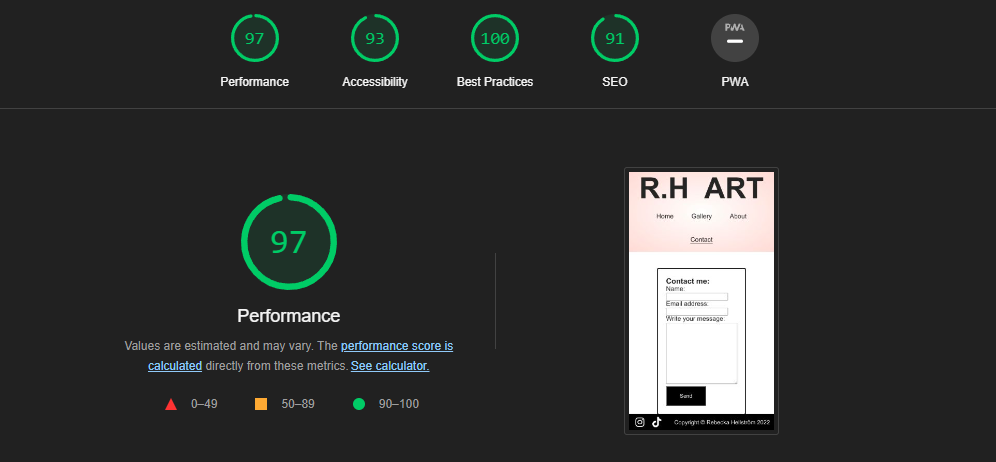 97
93
100
91
PWA
Performance
Accessibility
Best Practices
SEO
PWA
97
Performance
Values are estimated and may vary. The performance score is
calculated directly from these metrics. See calculator.
0–49
50–89
90–100
R.H ART
Home
Gallery
About
Contact
Contact me:
Name:
Email address:
Write your message:
Send
Copyright © Rebecka Hellström 2022